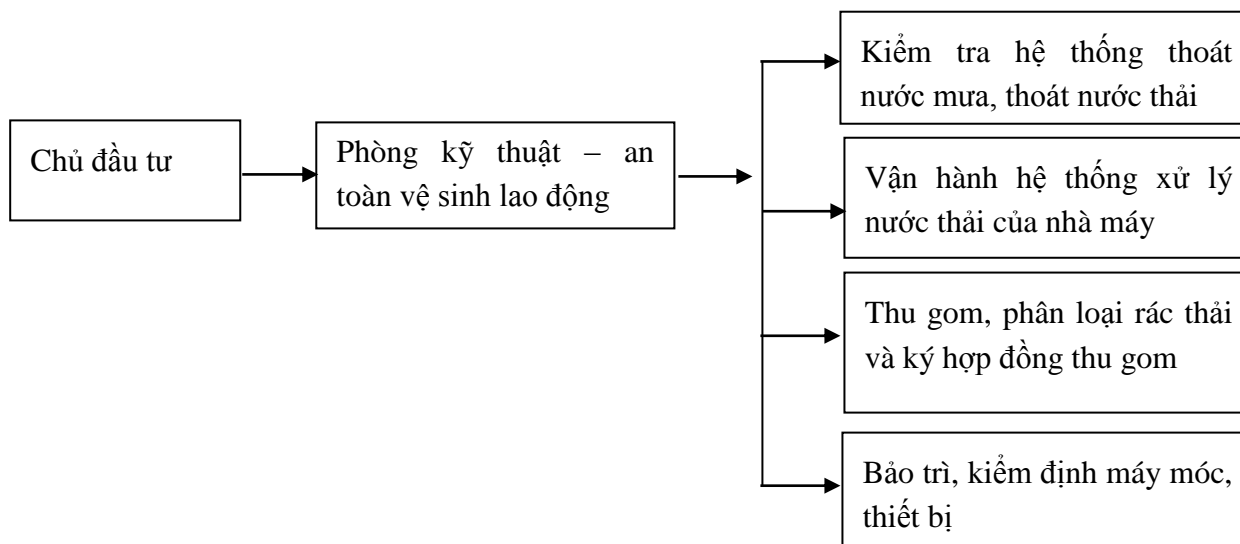 Chủ đầu tư
Phòng kỹ thuật – an
toàn vệ sinh lao động
Kiểm tra hệ thống thoát
nước mưa, thoát nước thải
Vận hành hệ thống xử lý
nước thải của nhà máy
Thu gom, phân loại rác thải
và ký hợp đồng thu gom
Bảo trì, kiểm định máy móc,
thiết bị